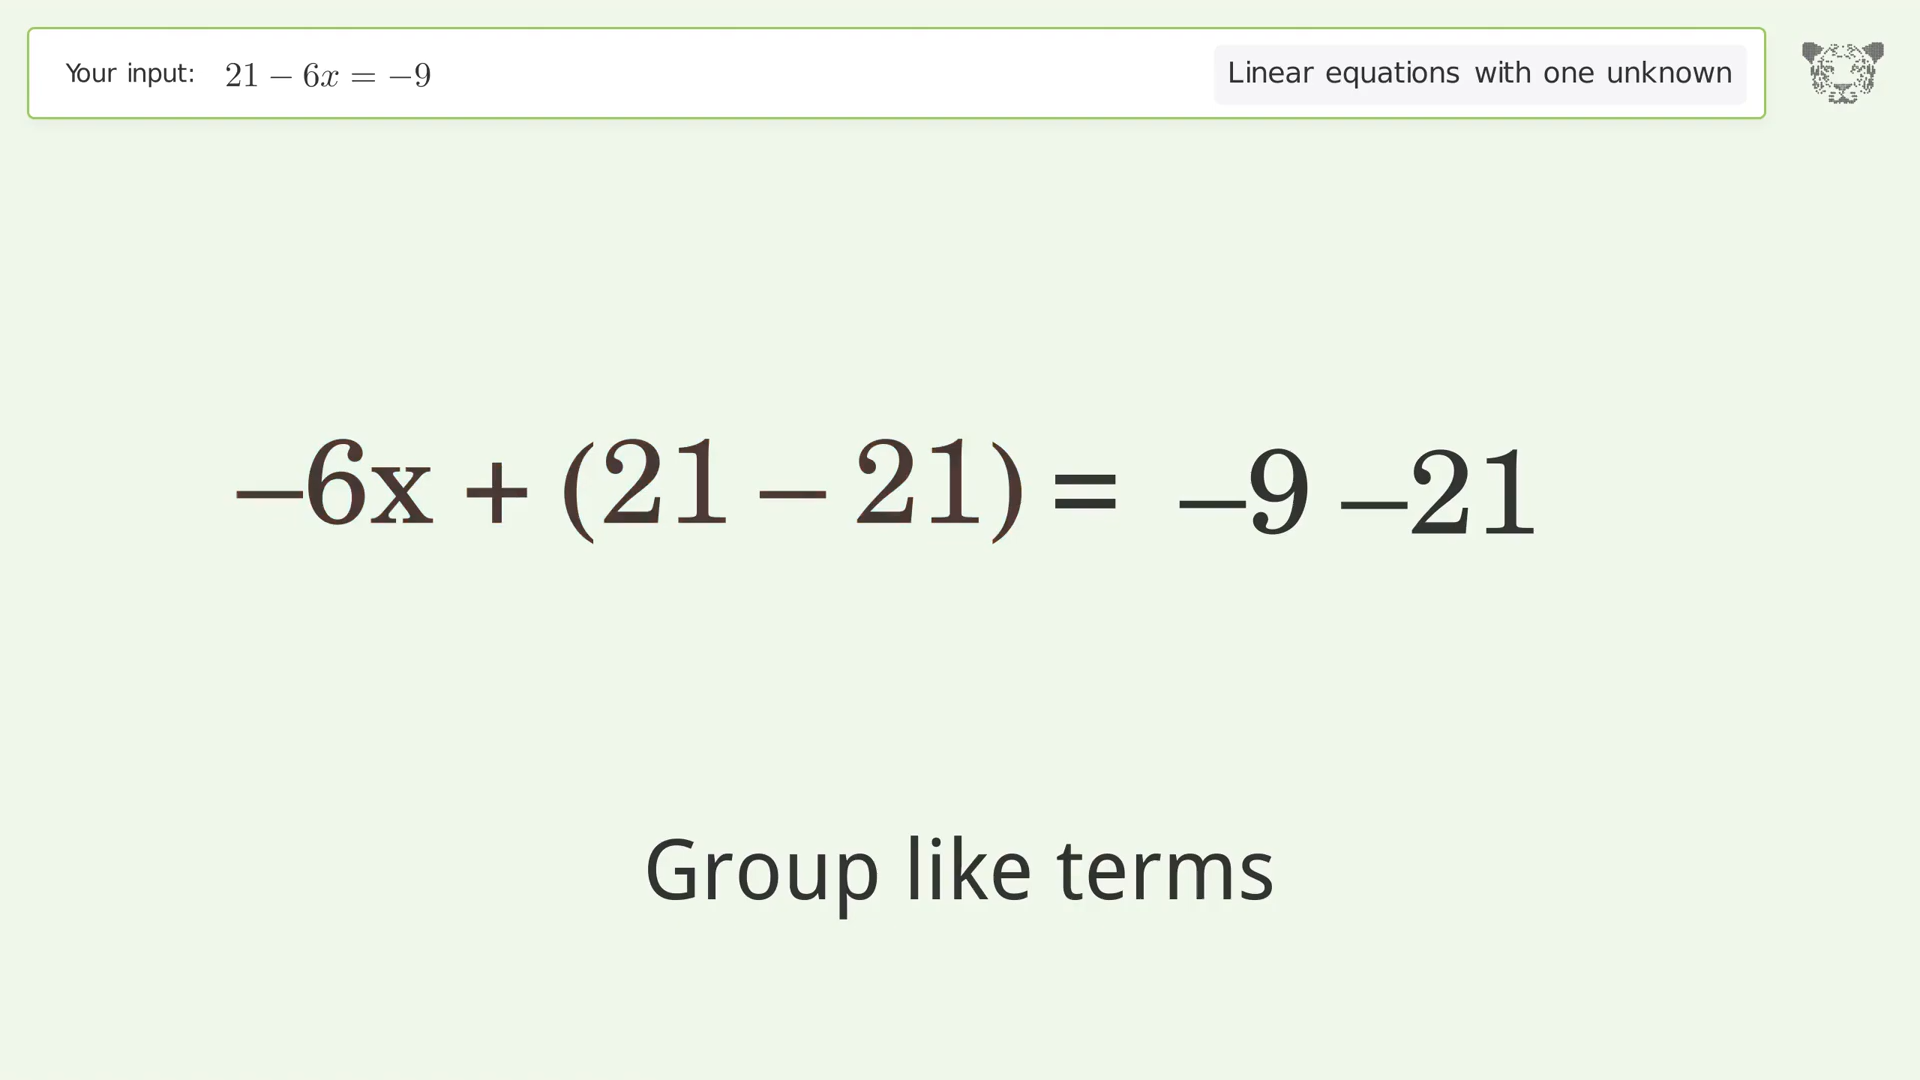 Your input: 21 − 6x = −9
Linear equations with one unknown
−6x + (21 − 21) = −9 −21
Group like terms